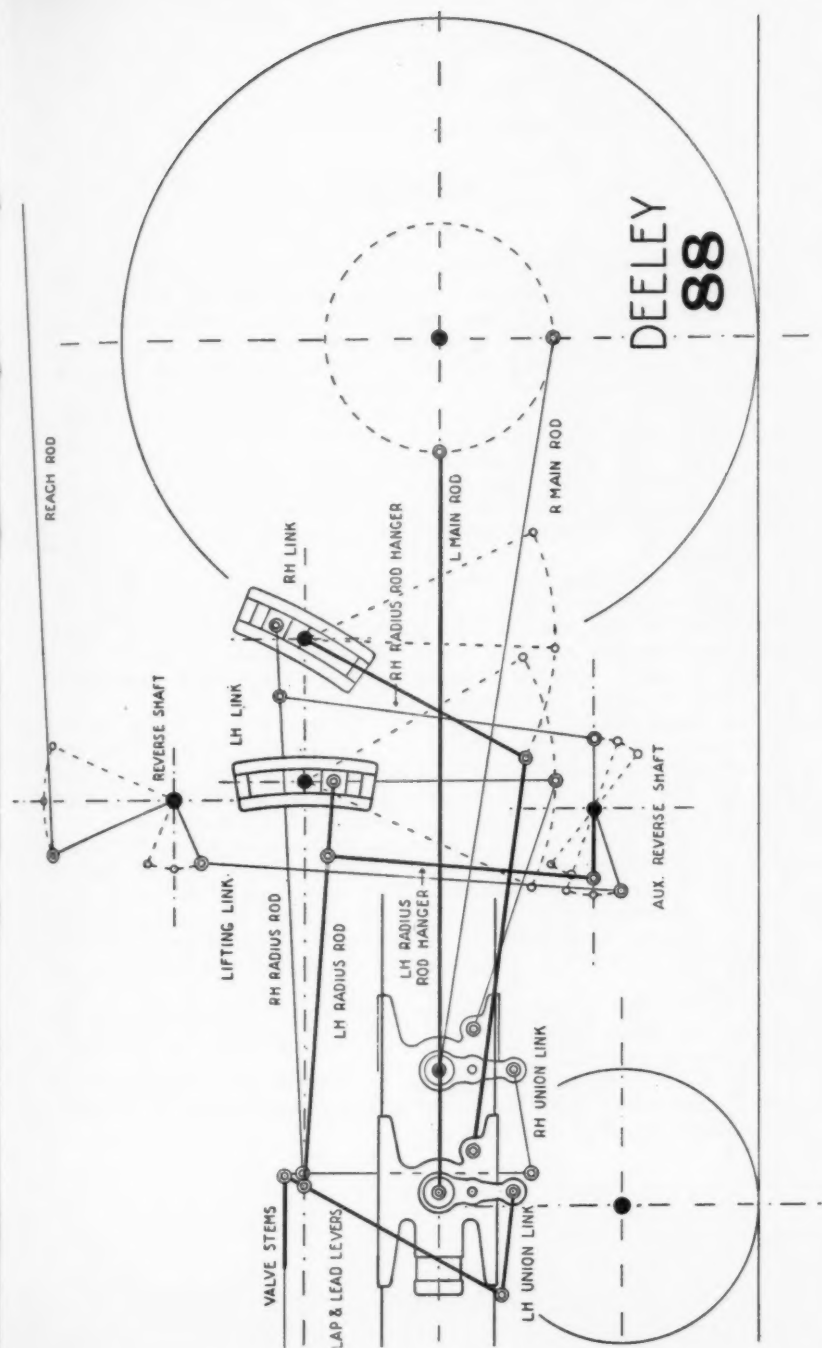 REACH ROD
REVERSE SHAFT
LIFTING LINK
RH RADIUS ROD
LH RADIUS ROD
LH LINK
RH LINK
RH RADIUS ROD HANGER
L MAIN ROD
R MAIN ROD
LH RADIUS
ROD HANGER
AUX. REVERSE SHAFT
VALVE STEMS
LAP & LEAD LEVERS
RH UNION LINK
LH UNION LINK
DEELEY
88